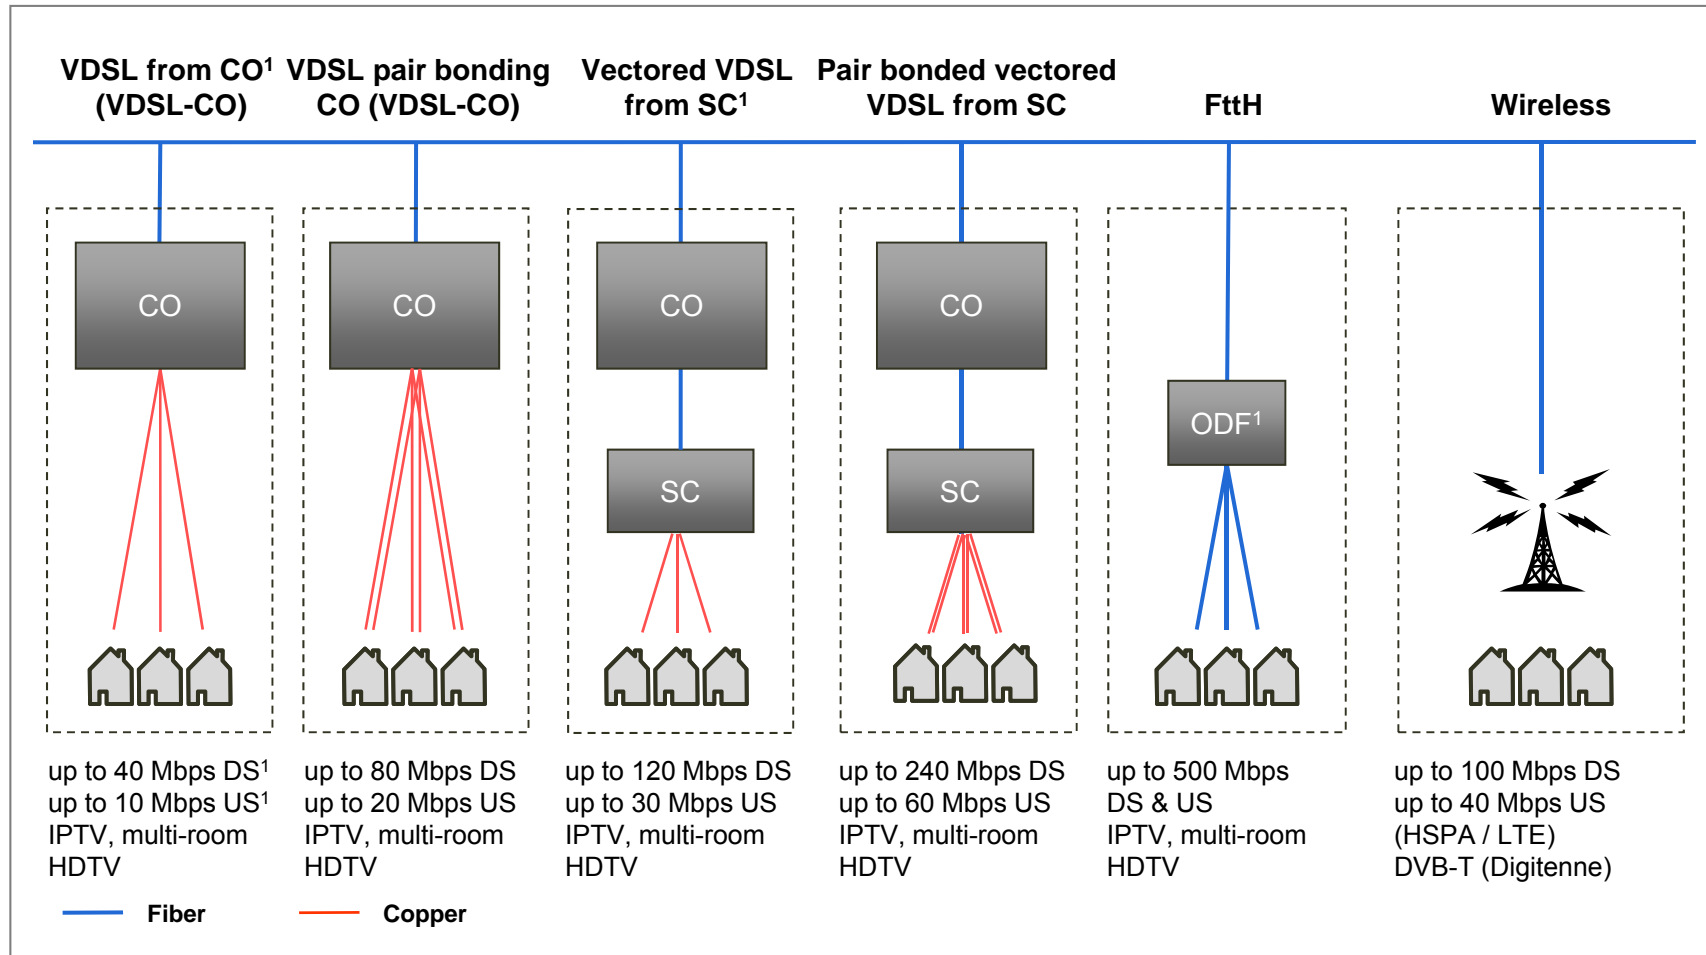 VDSL from CO¹
(VDSL-CO)
VDSL pair bonding
CO (VDSL-CO)
Vectored VDSL
from SC¹
Pair bonded vectored
VDSL from SC
FttH
Wireless
CO
CO
CO
CO
ODF¹
SC
SC
up to 40 Mbps DS¹
up to 10 Mbps US¹
IPTV, multi-room
HDTV
up to 80 Mbps DS
up to 20 Mbps US
IPTV, multi-room
HDTV
up to 120 Mbps DS
up to 30 Mbps US
IPTV, multi-room
HDTV
up to 240 Mbps DS
up to 60 Mbps US
IPTV, multi-room
HDTV
up to 500 Mbps
DS & US
IPTV, multi-room
HDTV
up to 100 Mbps DS
up to 40 Mbps US
(HSPA / LTE)
DVB-T (Digitenne)
Fiber
Copper